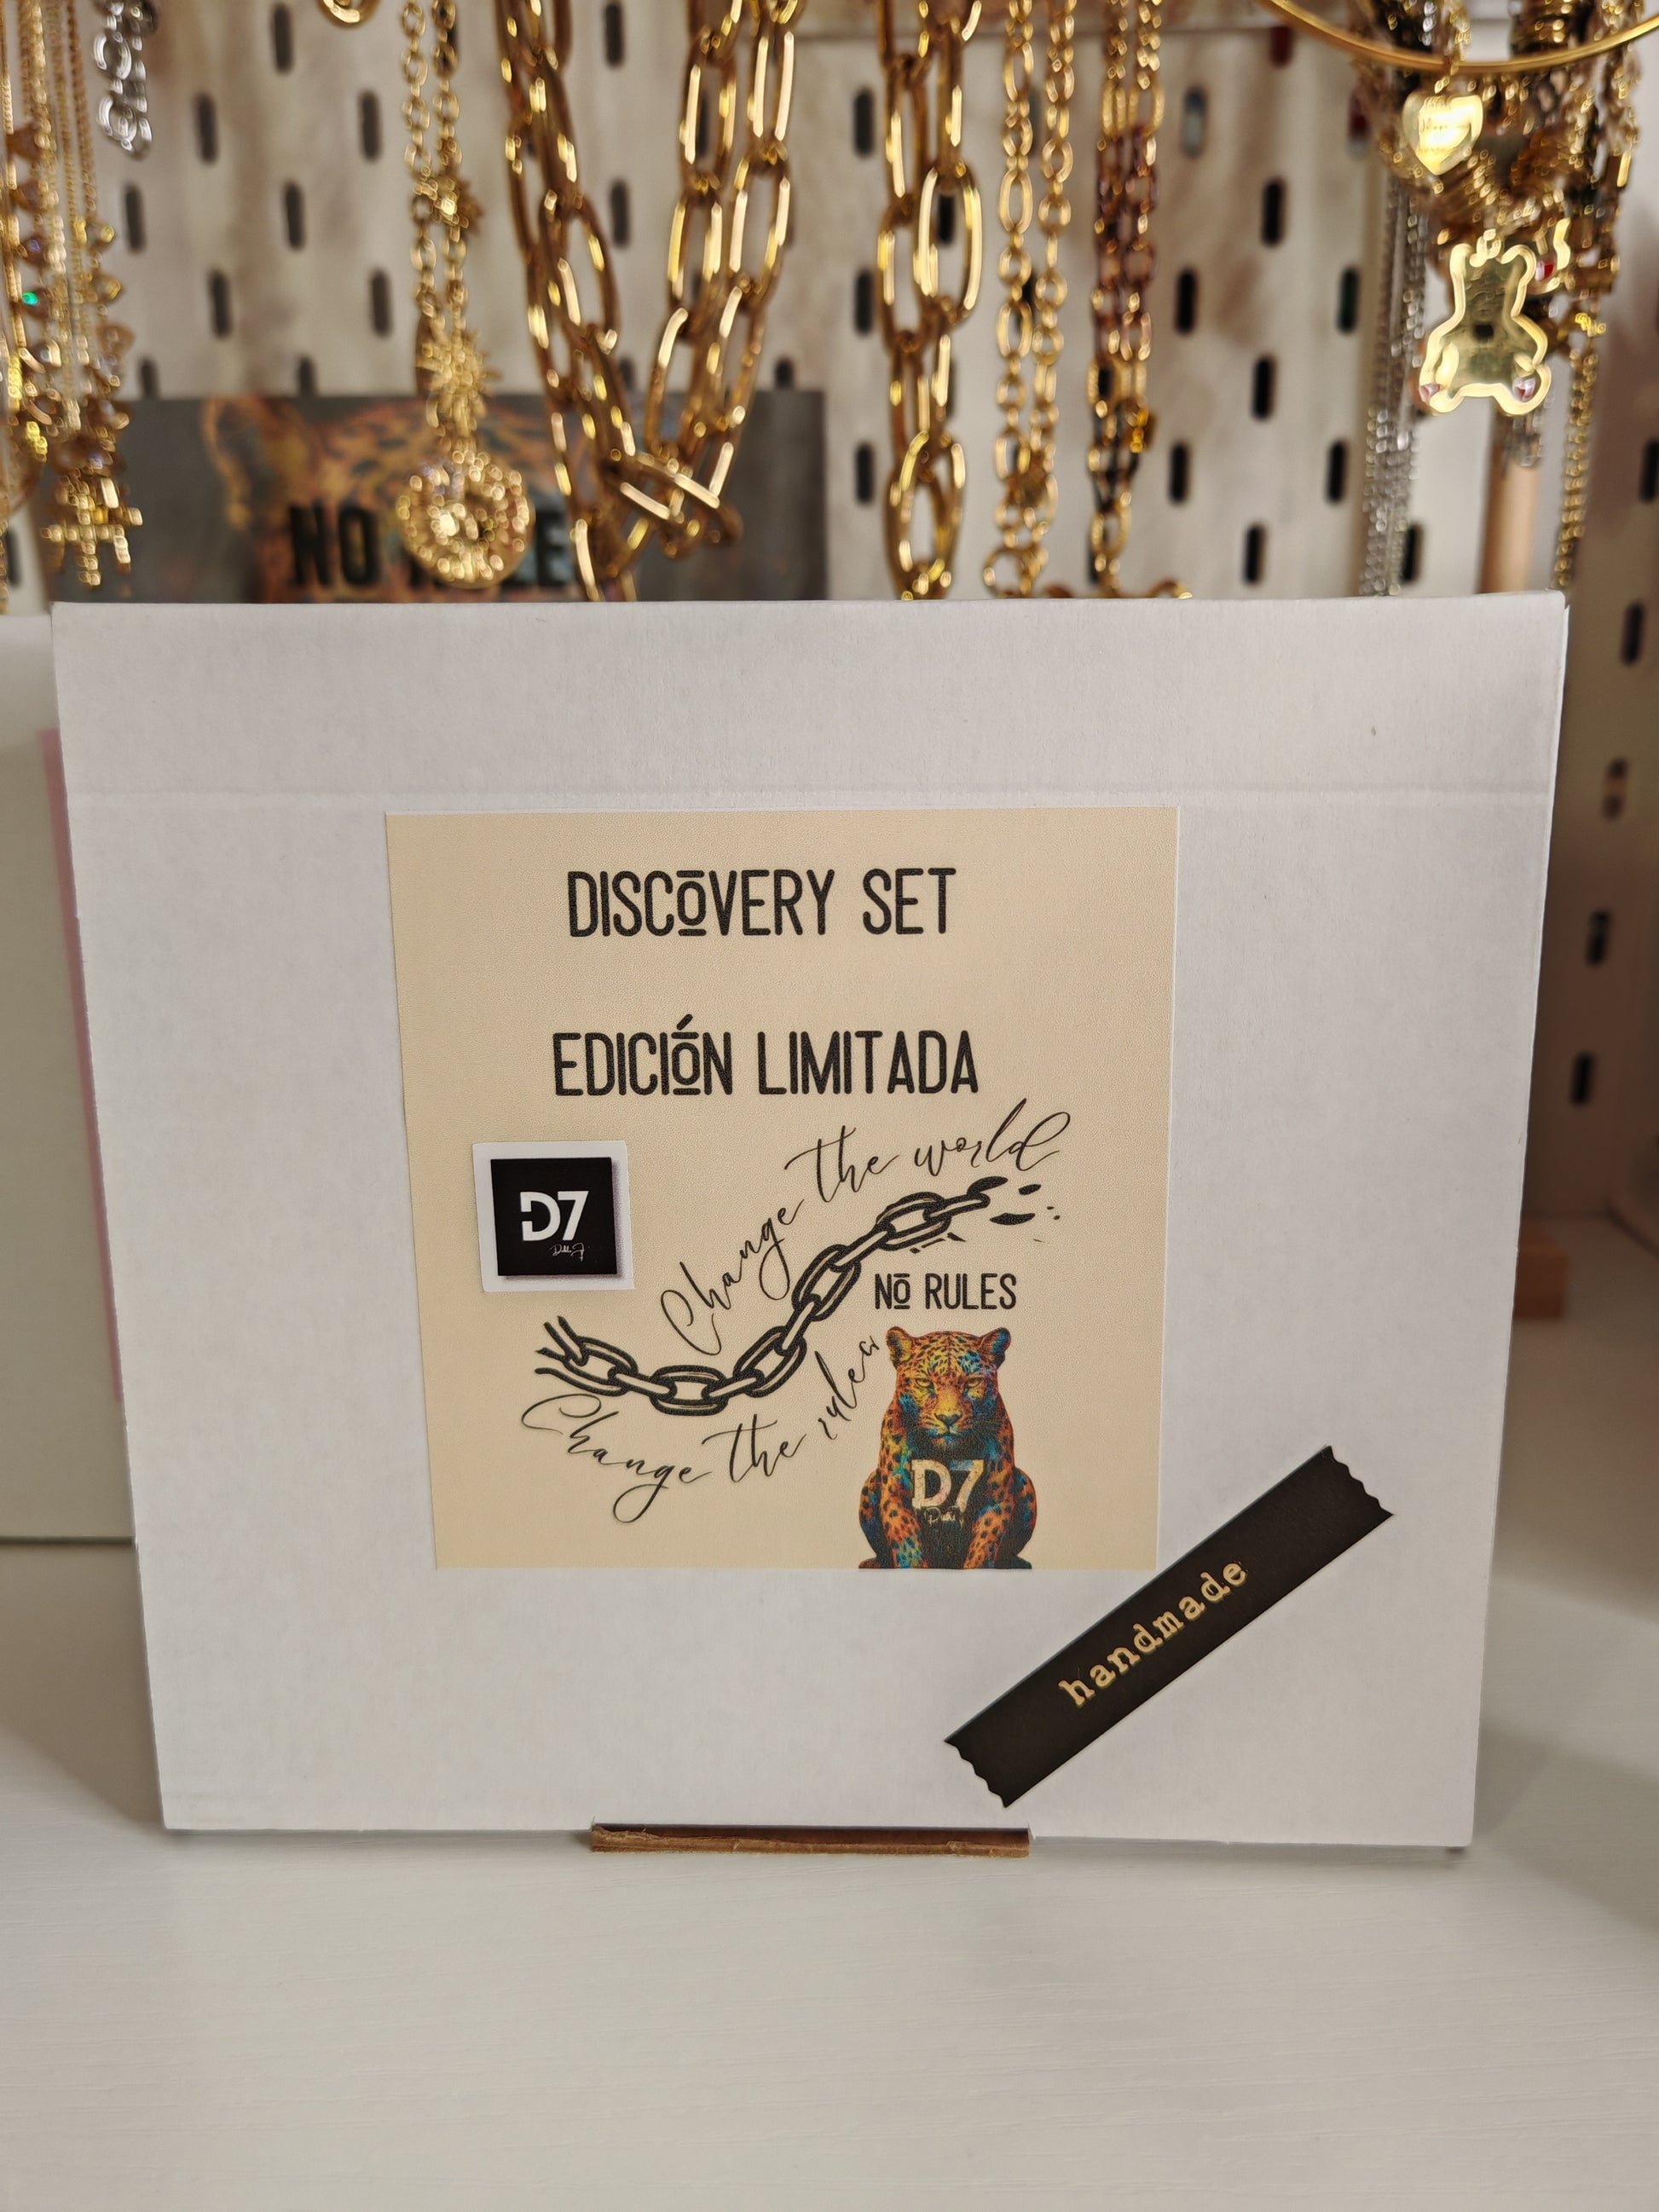 NO RULES
DISCOVERY SET
EDICIÓN LIMITADA
Change the world
D7
NO RULES
Change the rules
D7
handmade